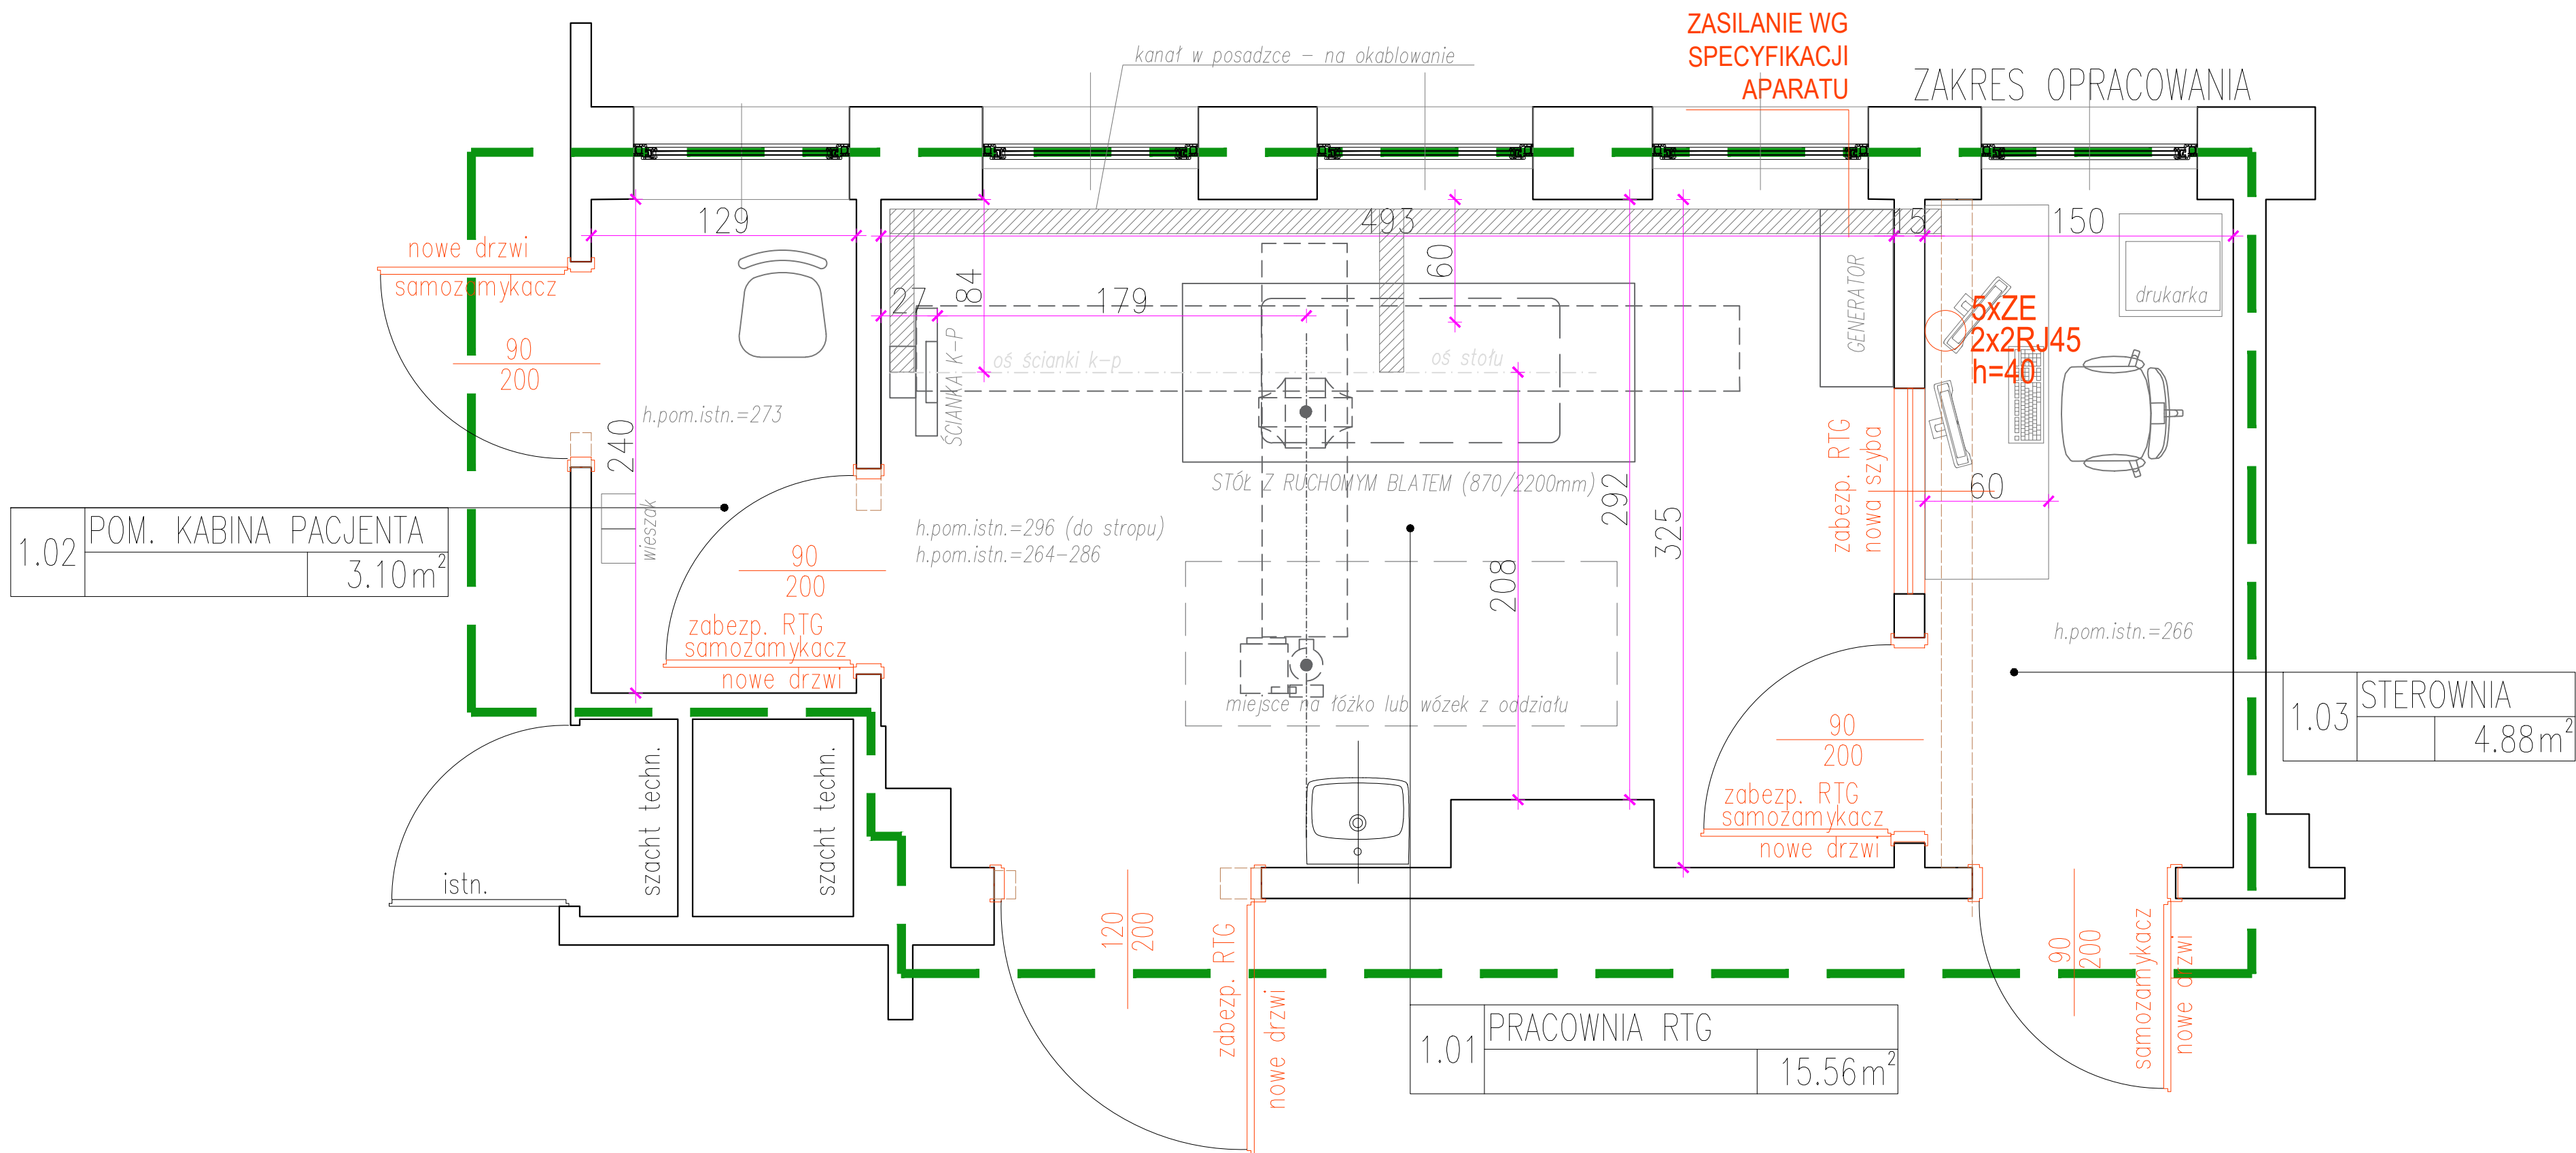 ZASILANIE WG
SPECYFIKACJI
APARATU
kanał w posadzce – na okablowanie
ZAKRES OPRACOWANIA
129
493
15
150
nowe drzwi
samozamykacz
90
200
27
84
179
60
GENERATOR
drukarka
5xZE
2x2RJ45
h=40
oś ścianki k–p
oś stołu
ŚCIANKA K–P
h.pom.istn.=273
240
wieszak
STÓŁ Z RUCHOMYM BLATEM (870/2200mm)
292
325
208
zabezp. RTG
nowa szyba
60
1.02
POM. KABINA PACJENTA
3.10m²
h.pom.istn.=296 (do stropu)
h.pom.istn.=264–286
90
200
zabezp. RTG
samozamykacz
nowe drzwi
h.pom.istn.=266
miejsce na łóżko lub wózek z oddziału
1.03
STEROWNIA
4.88m²
90
200
zabezp. RTG
samozamykacz
nowe drzwi
szacht techn.
szacht techn.
istn.
120
200
zabezp. RTG
nowe drzwi
90
200
samozamykacz
nowe drzwi
1.01
PRACOWNIA RTG
15.56m²